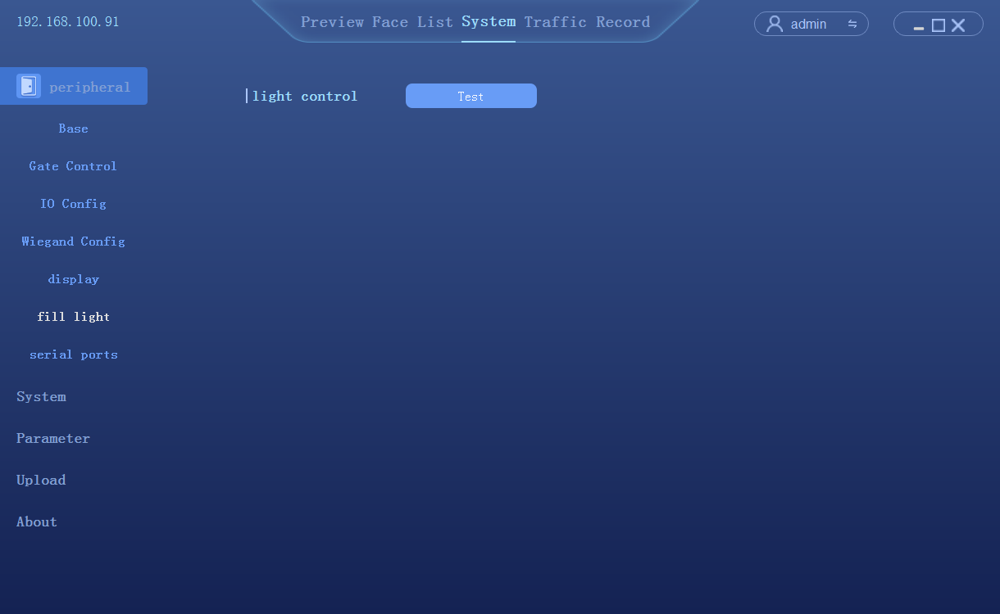 192.168.100.91
Preview Face List System Traffic Record
admin
peripheral
light control
Test
Base
Gate Control
IO Config
Wiegand Config
display
fill light
serial ports
System
Parameter
Upload
About